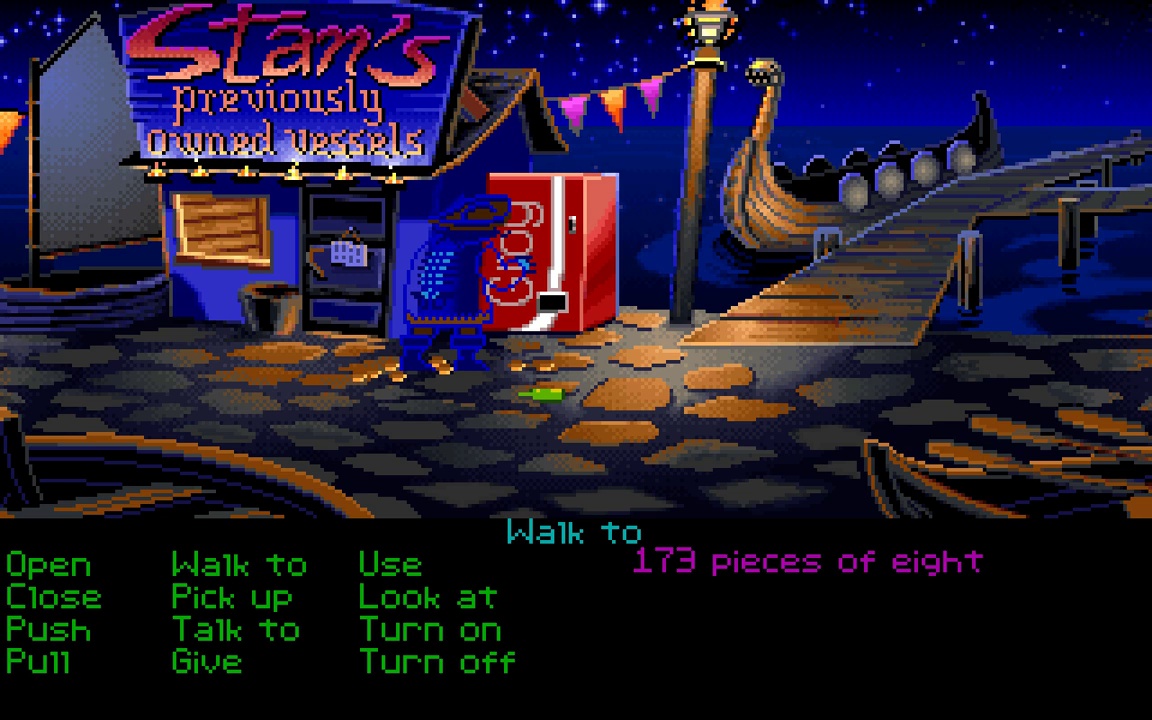 Stan's
previously
owned vessels
Walk to
173 pieces of eight
Open Walk to Use
Close Pick up Look at
Push Talk to Turn on
Pull Give Turn off